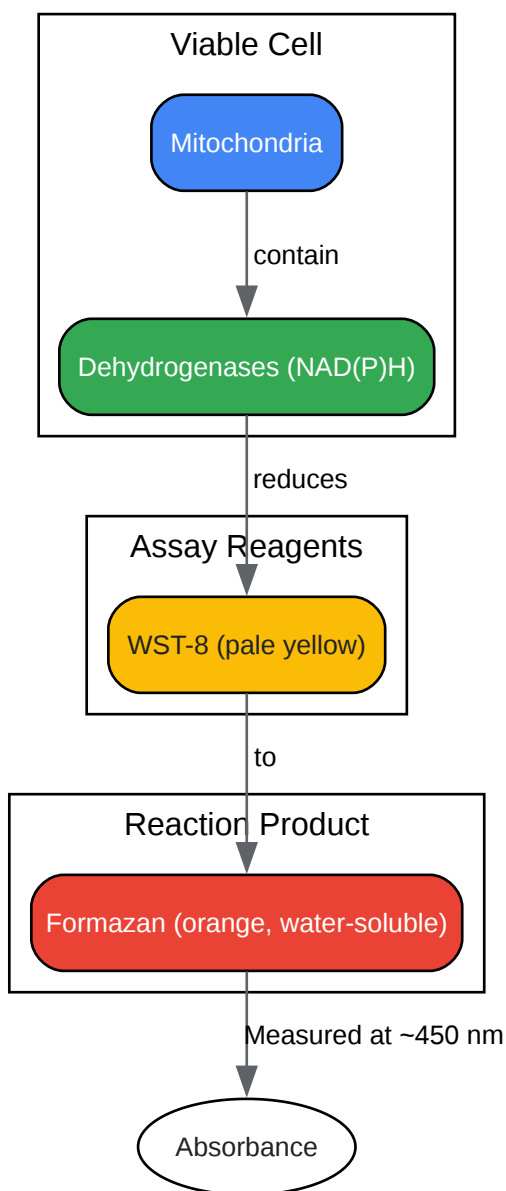 Viable Cell
Mitochondria
contain
Dehydrogenases (NAD(P)H)
reduces
Assay Reagents
WST-8 (pale yellow)
to
Reaction Product
Formazan (orange, water-soluble)
Measured at ~450 nm
Absorbance